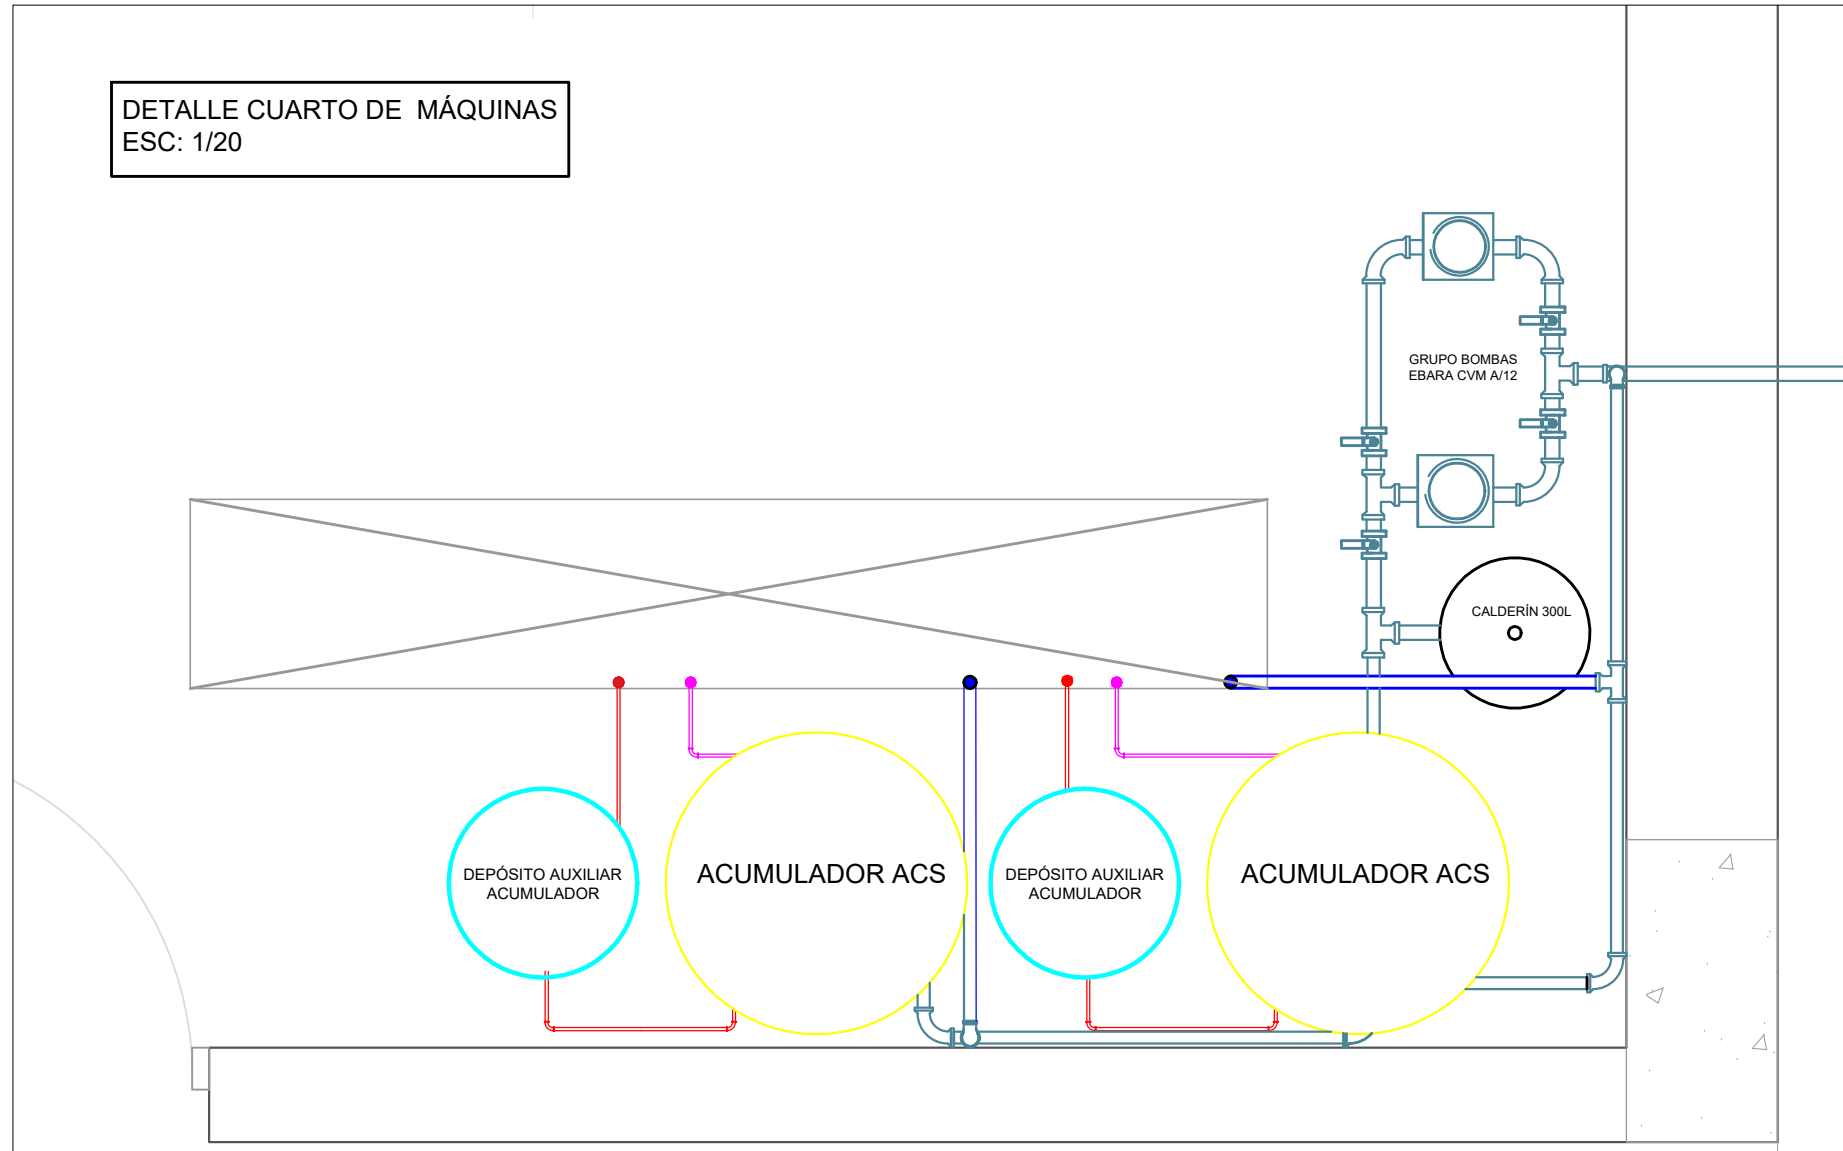 DETALLE CUARTO DE MÁQUINAS
ESC: 1/20
GRUPO BOMBAS
EBARA CVM A/12
CALDERÍN 300L
DEPÓSITO AUXILIAR
ACUMULADOR
ACUMULADOR ACS
DEPÓSITO AUXILIAR
ACUMULADOR
ACUMULADOR ACS